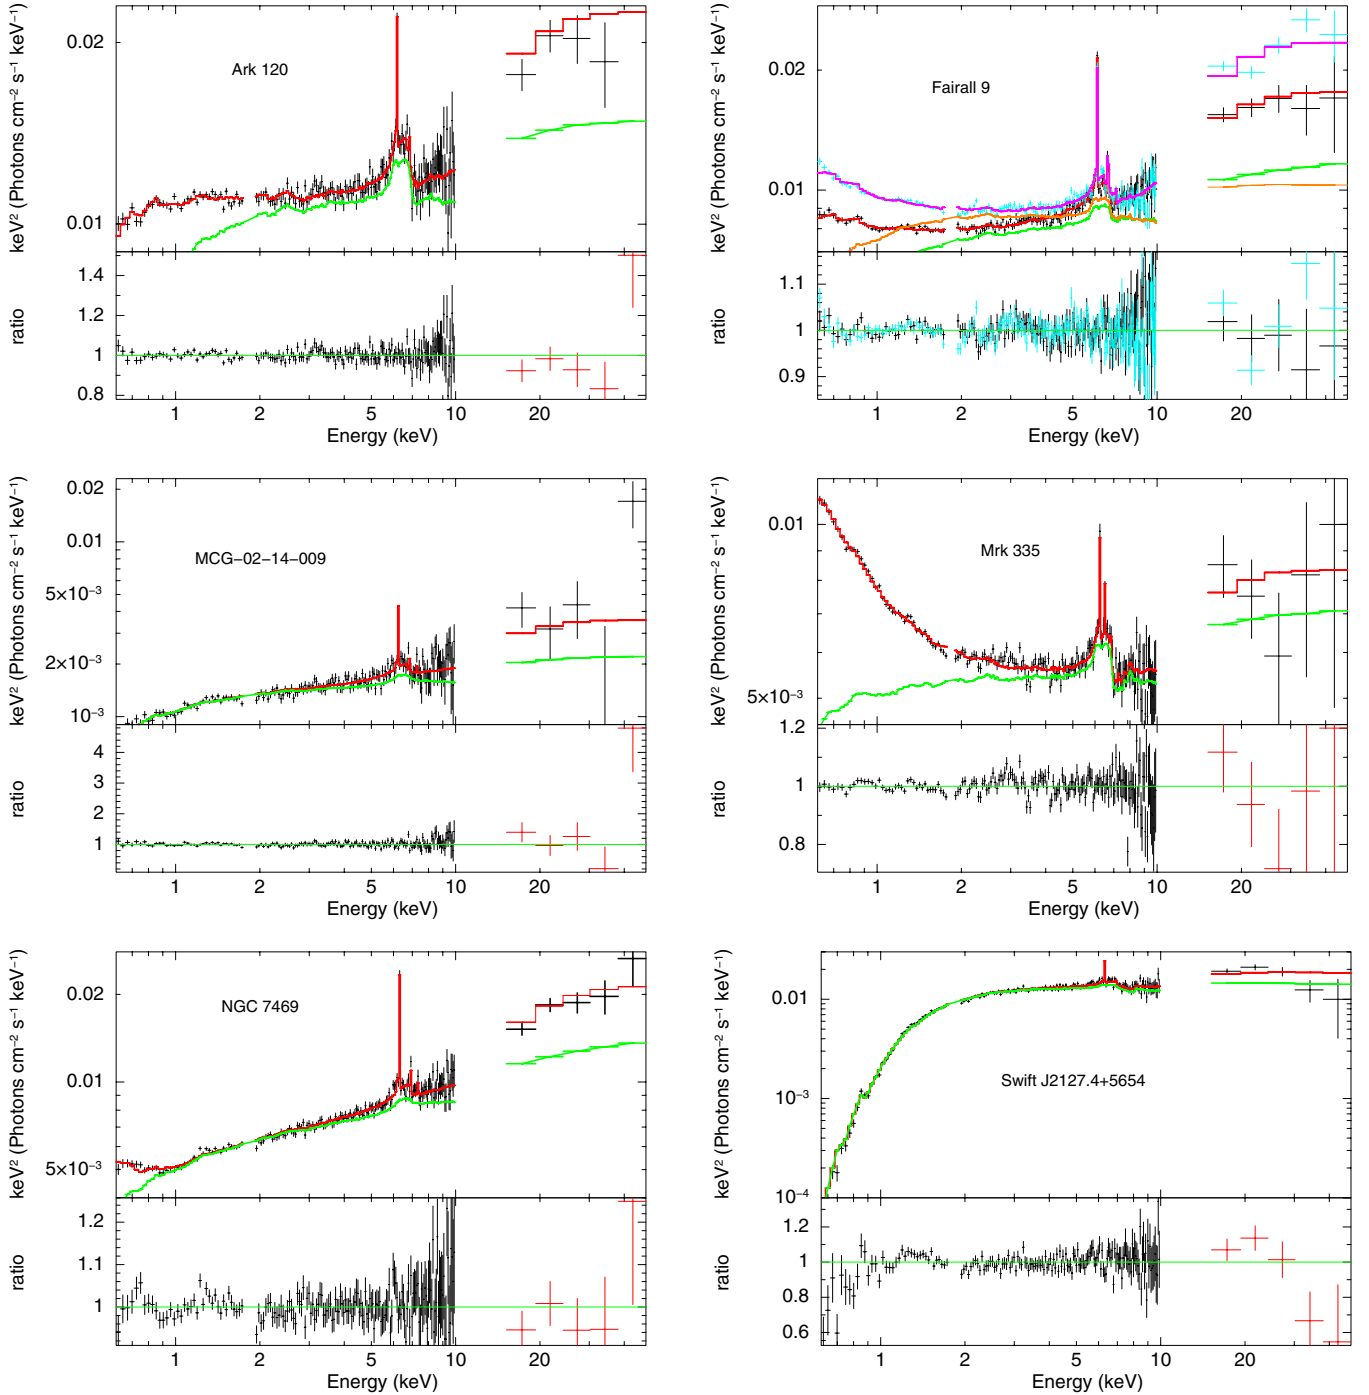 keV² (Photons cm⁻² s⁻¹ keV⁻¹)
0.02
0.01
Ark 120
ratio
1.4
1.2
1
0.8
1 2 5 10 20
Energy (keV)
keV² (Photons cm⁻² s⁻¹ keV⁻¹)
0.02
0.01
Fairall 9
ratio
1.1
1
0.9
1 2 5 10 20
Energy (keV)
keV² (Photons cm⁻² s⁻¹ keV⁻¹)
0.02
0.01
5×10⁻³
2×10⁻³
10⁻³
MCG−02−14−009
ratio
4
3
2
1
1 2 5 10 20
Energy (keV)
keV² (Photons cm⁻² s⁻¹ keV⁻¹)
0.01
5×10⁻³
Mrk 335
ratio
1.2
1
0.8
1 2 5 10 20
Energy (keV)
keV² (Photons cm⁻² s⁻¹ keV⁻¹)
0.02
0.01
5×10⁻³
NGC 7469
ratio
1.2
1.1
1
1 2 5 10 20
Energy (keV)
keV² (Photons cm⁻² s⁻¹ keV⁻¹)
0.01
10⁻³
10⁻⁴
Swift J2127.4+5654
ratio
1.2
1
0.8
0.6
1 2 5 10 20
Energy (keV)